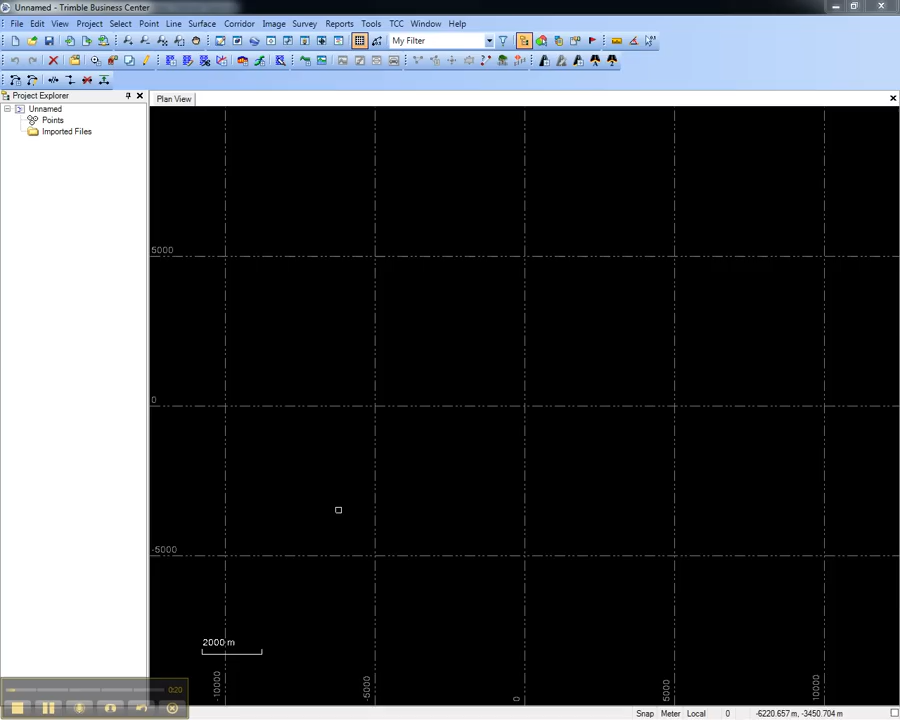 Unnamed - Trimble Business Center
File Edit View Project Select Point Line Surface Corridor Image Survey Reports Tools TCC Window Help
My Filter
Project Explorer
Plan View
Unnamed
Points
Imported Files
5000
0
-5000
2000 m
-10000
-5000
0
5000
10000
0:20
Snap Meter Local 0 -6220.657 m, -3450.704 m